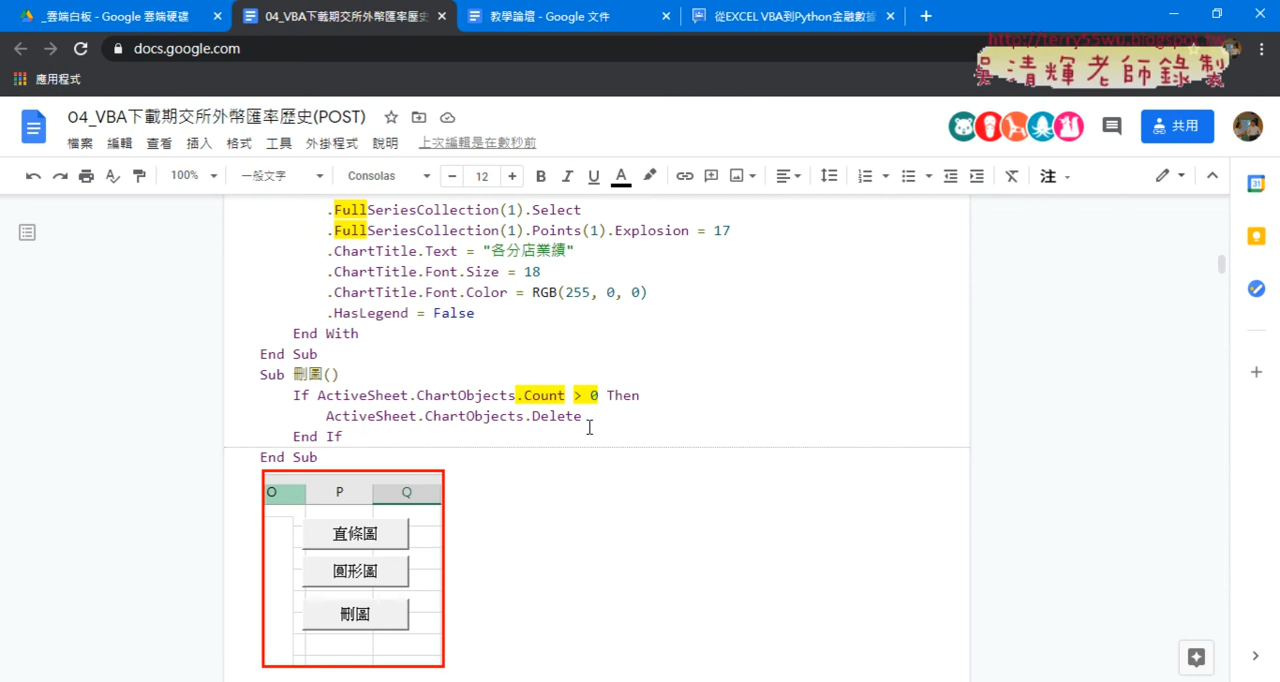 _雲端白板 - Google 雲端硬碟
04_VBA下載期交所外幣匯率歷史
教學論壇 - Google 文件
從EXCEL VBA到Python金融數據
docs.google.com
http://terry55wu.blogspot.tw
吳清輝老師錄製
應用程式
04_VBA下載期交所外幣匯率歷史(POST)
共用
檔案 編輯 查看 插入 格式 工具 外掛程式 說明 上次編輯是在數秒前
100% 一般文字 Consolas 12 B I U A 注
.FullSeriesCollection(1).Select
.FullSeriesCollection(1).Points(1).Explosion = 17
.ChartTitle.Text = "各分店業績"
.ChartTitle.Font.Size = 18
.ChartTitle.Font.Color = RGB(255, 0, 0)
.HasLegend = False
End With
End Sub
Sub 刪圖()
If ActiveSheet.ChartObjects.Count > 0 Then
ActiveSheet.ChartObjects.Delete
End If
End Sub
O P Q
直條圖
圓形圖
刪圖
31